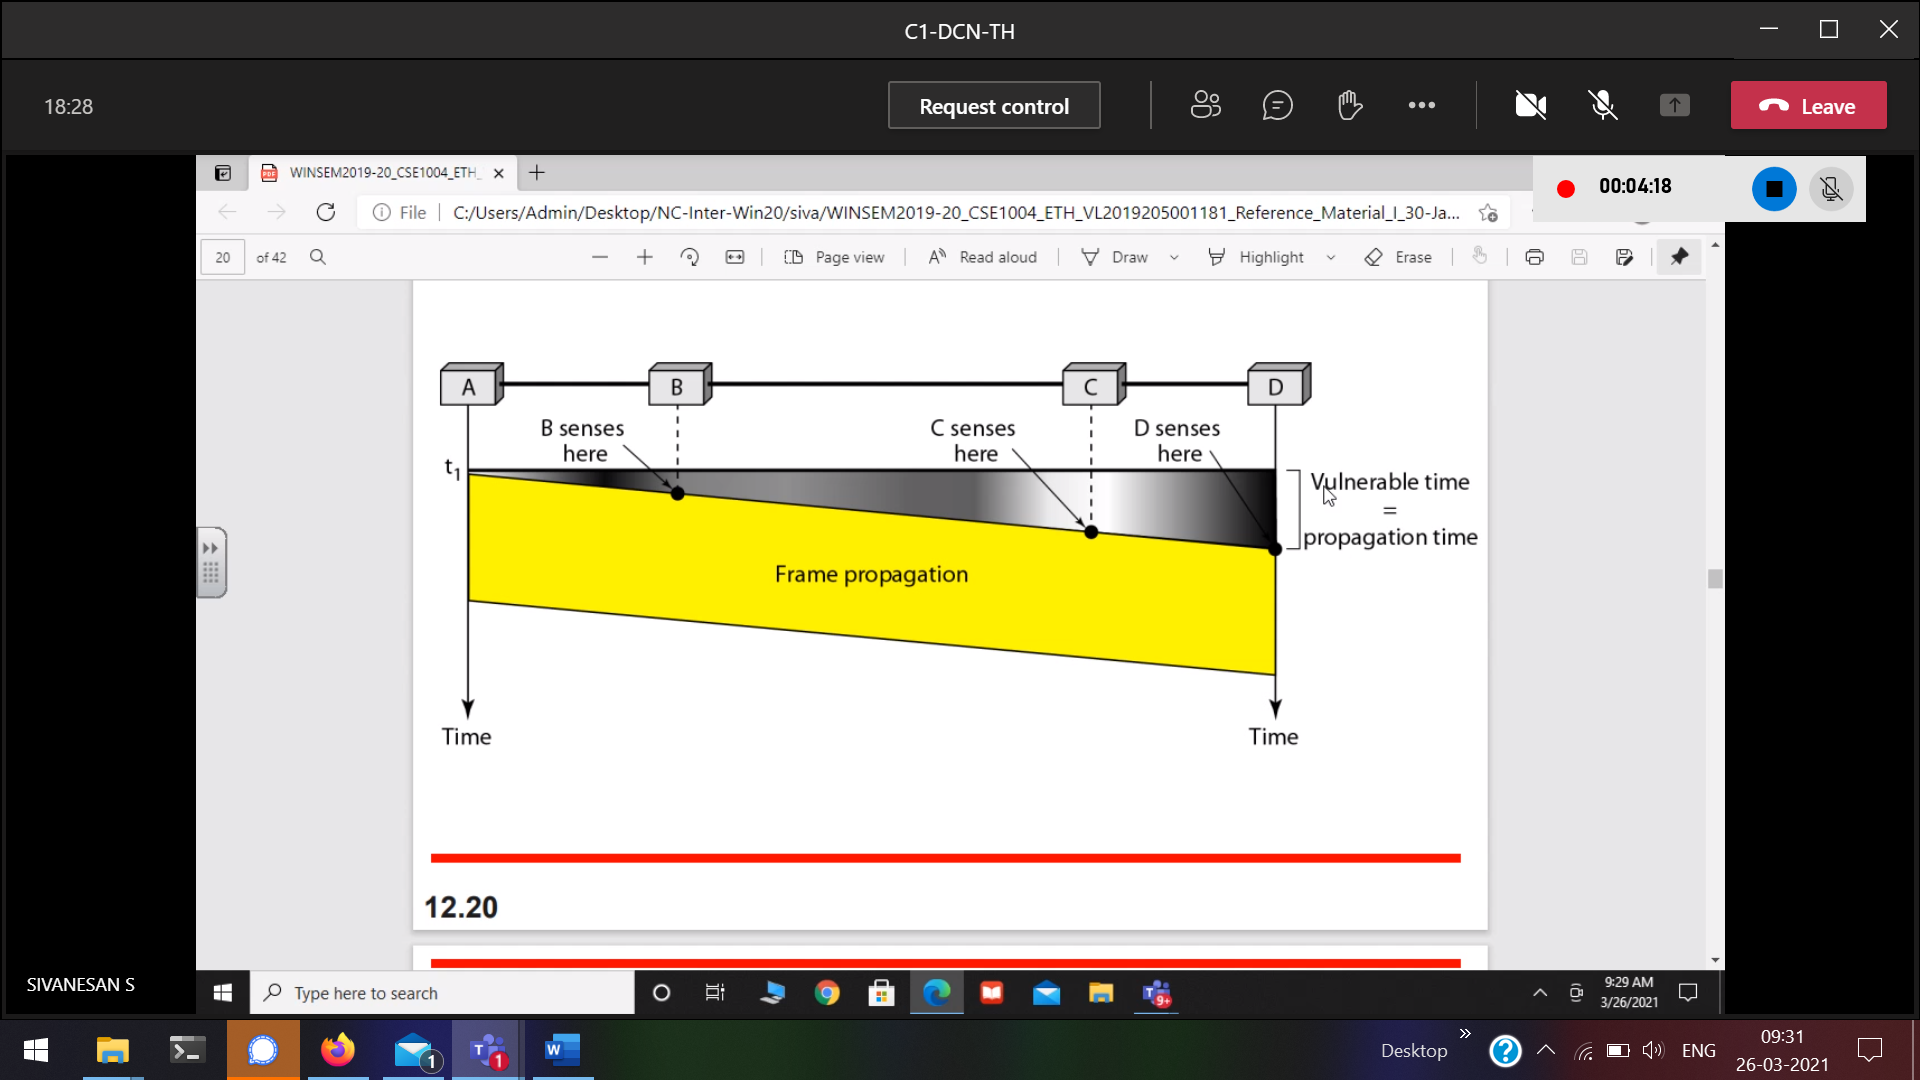 C1-DCN-TH
18:28
Request control
Leave
WINSEM2019-20_CSE1004_ETH_
00:04:18
File
C:/Users/Admin/Desktop/NC-Inter-Win20/siva/WINSEM2019-20_CSE1004_ETH_VL2019205001181_Reference_Material_I_30-Ja...
20 of 42
Page view
Read aloud
Draw
Highlight
Erase
A B C D
B senses
here
C senses
here
D senses
here
t1
Vulnerable time
=
propagation time
Frame propagation
Time
Time
12.20
SIVANESAN S
Type here to search
9+
9:29 AM
3/26/2021
1
1
Desktop
ENG
09:31
26-03-2021